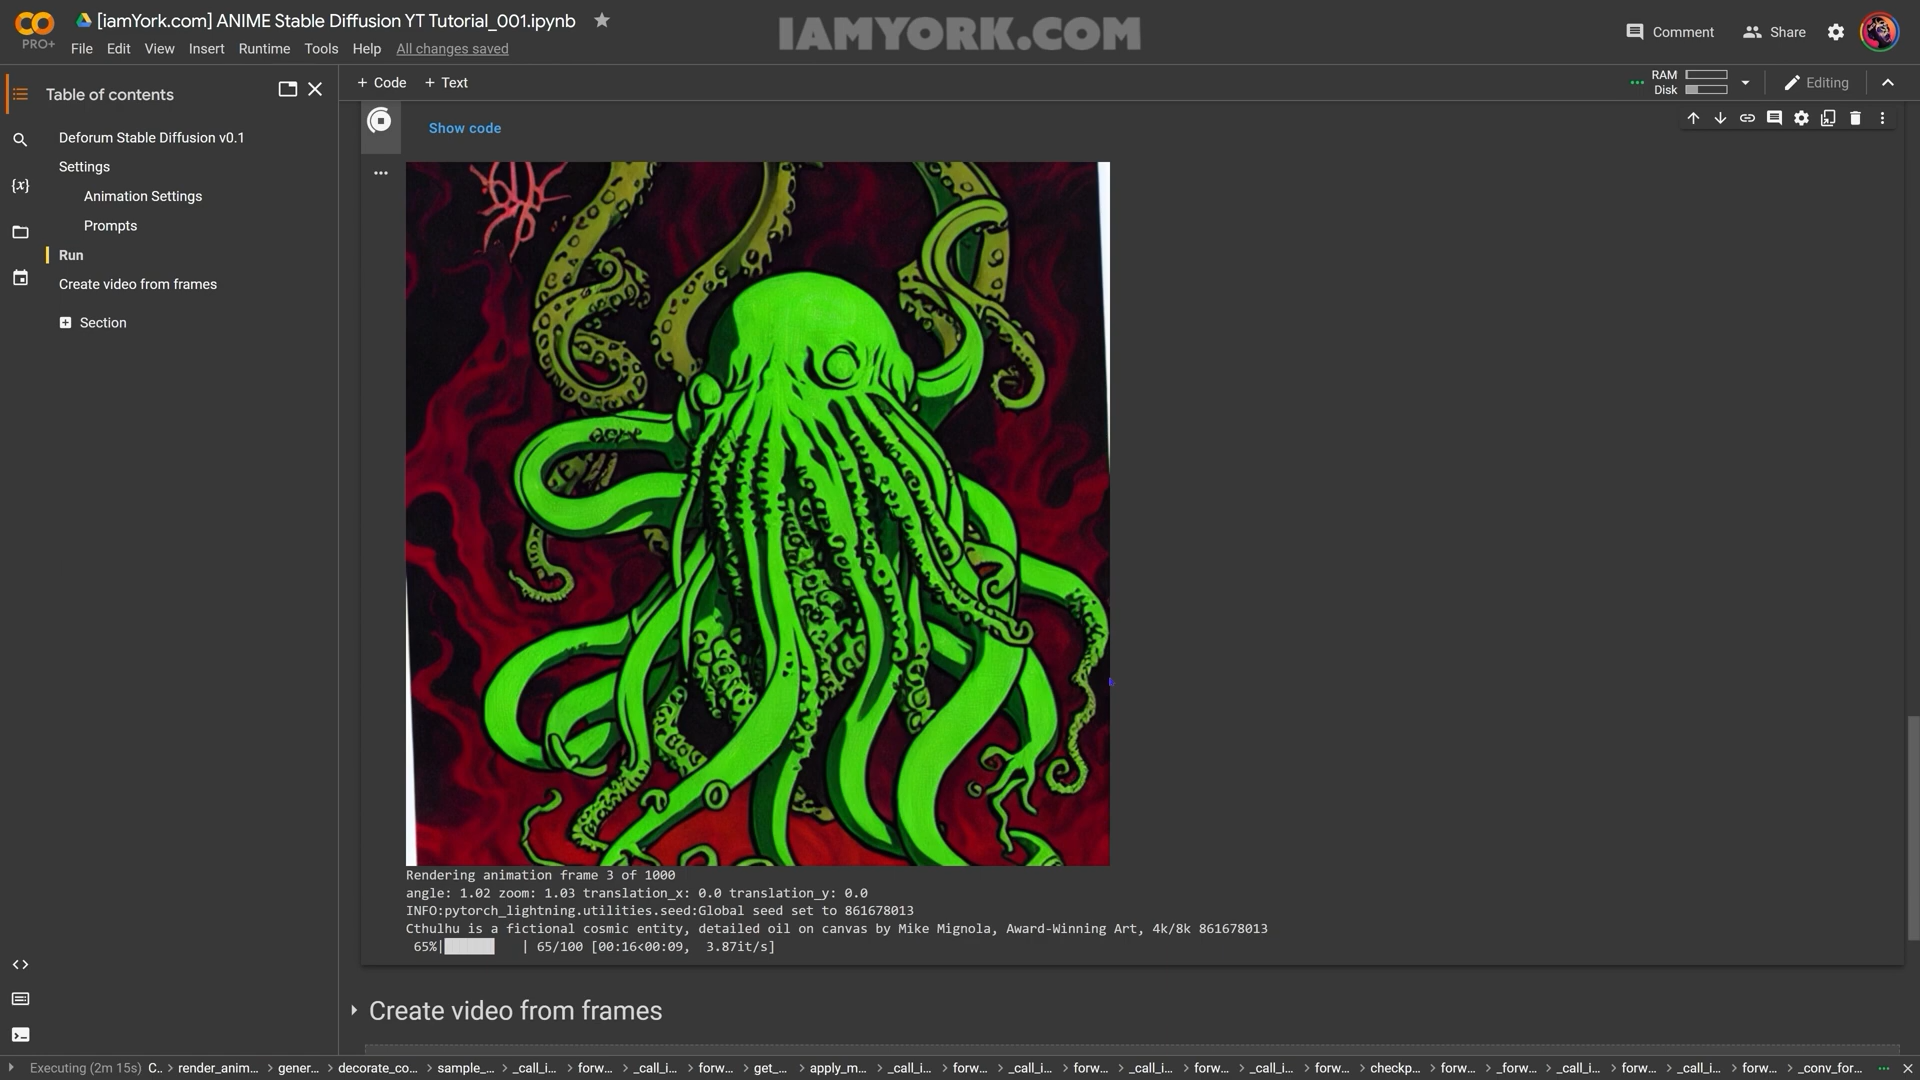 [iamYork.com] ANIME Stable Diffusion YT Tutorial_001.ipynb
IAMYORK.COM
PRO+
File Edit View Insert Runtime Tools Help All changes saved
Comment Share
Table of contents
+ Code + Text
RAM
Disk
Editing
Deforum Stable Diffusion v0.1
Settings
Animation Settings
Prompts
Run
Create video from frames
Section
{x}
Show code
Rendering animation frame 3 of 1000
angle: 1.02 zoom: 1.03 translation_x: 0.0 translation_y: 0.0
INFO:pytorch_lightning.utilities.seed:Global seed set to 861678013
Cthulhu is a fictional cosmic entity, detailed oil on canvas by Mike Mignola, Award-Winning Art, 4k/8k 861678013
65%| | 65/100 [00:16<00:09, 3.87it/s]
Create video from frames
Executing (2m 15s) C.. > render_anim... > gener... > decorate_co... > sample_... > _call_i... > forw... > _call_i... > forw... > get_... > apply_m... > _call_i... > forw... > _call_i... > forw... > _call_i... > forw... > _call_i... > forw... > checkp... > forw... > _forw... > _call_i... > forw... > _call_i... > forw... > _conv_for...